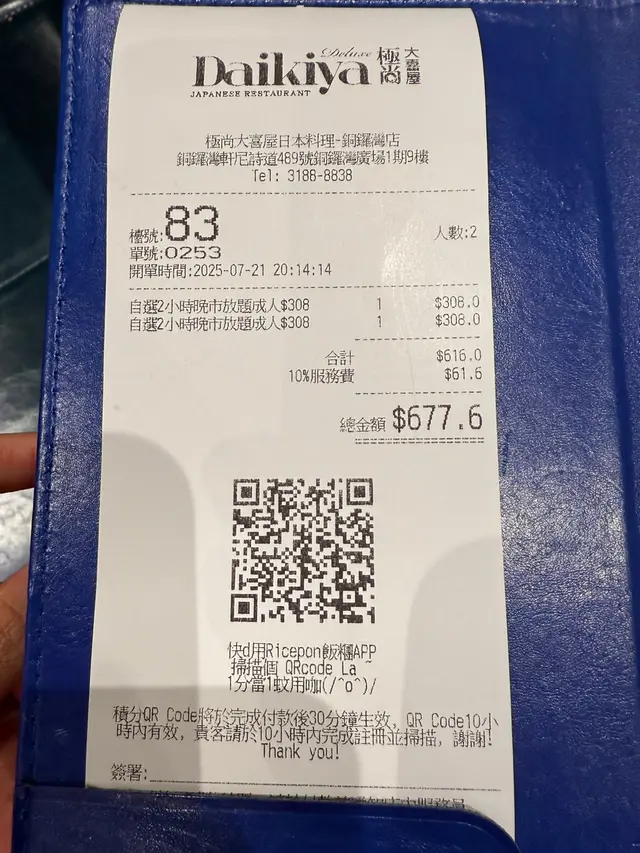 Deluxe
Daikiya 極尚 大喜屋
JAPANESE RESTAURANT
極尚大喜屋日本料理-銅鑼灣店
銅鑼灣軒尼詩道489號銅鑼灣廣場1期9樓
Tel: 3186-8838
檯號:83 人數:2
單號:0253
開單時間:2025-07-21 20:14:14
自選2小時晚市放題成人$308 1 $308.0
自選2小時晚市放題成人$308 1 $308.0
合計 $616.0
10%服務費 $61.6
總金額 $677.6
快d用Ricepon飯糰APP
掃描個 QRcode La ~
1分當1蚊用咖(/^o^)/
積分QR Code將於完成付款後30分鐘生效, QR Code10小
時內有效, 貴客請於10小時內完成註冊並掃描, 謝謝!
Thank you!
簽署: